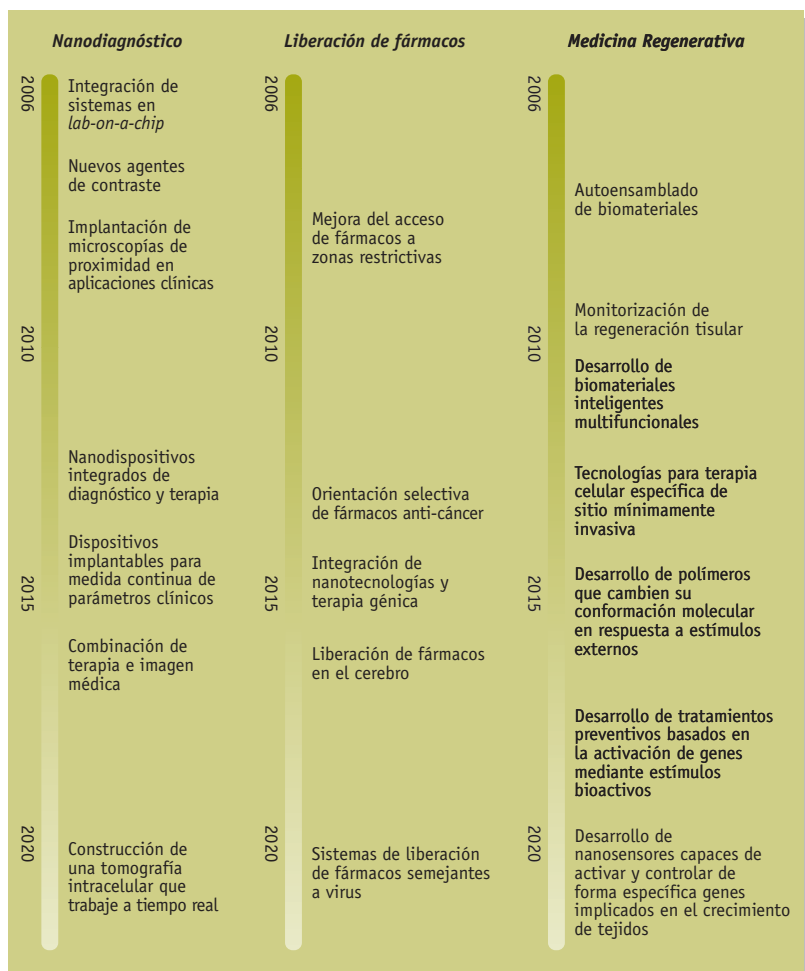 Nanodiagnóstico
2006
Integración de
sistemas en
lab-on-a-chip
Nuevos agentes
de contraste
Implantación de
microscopías de
proximidad en
aplicaciones clínicas
2010
Nanodispositivos
integrados de
diagnóstico y terapia
Dispositivos
implantables para
medida continua de
parámetros clínicos
2015
Combinación de
terapia e imagen
médica
2020
Construcción de
una tomografía
intracelular que
trabaje a tiempo real
Liberación de fármacos
2006
Mejora del acceso
de fármacos a
zonas restrictivas
2010
Orientación selectiva
de fármacos anti-cáncer
Integración de
nanotecnologías y
terapia génica
2015
Liberación de fármacos
en el cerebro
2020
Sistemas de liberación
de fármacos semejantes
a virus
Medicina Regenerativa
2006
Autoensamblado
de biomateriales
Monitorización de
la regeneración tisular
2010
Desarrollo de
biomateriales
inteligentes
multifuncionales
Tecnologías para terapia
celular específica de
sitio mínimamente
invasiva
2015
Desarrollo de polímeros
que cambien su
conformación molecular
en respuesta a estímulos
externos
Desarrollo de tratamientos
preventivos basados en
la activación de genes
mediante estímulos
bioactivos
2020
Desarrollo de
nanosensores capaces de
activar y controlar de
forma específica genes
implicados en el crecimiento
de tejidos